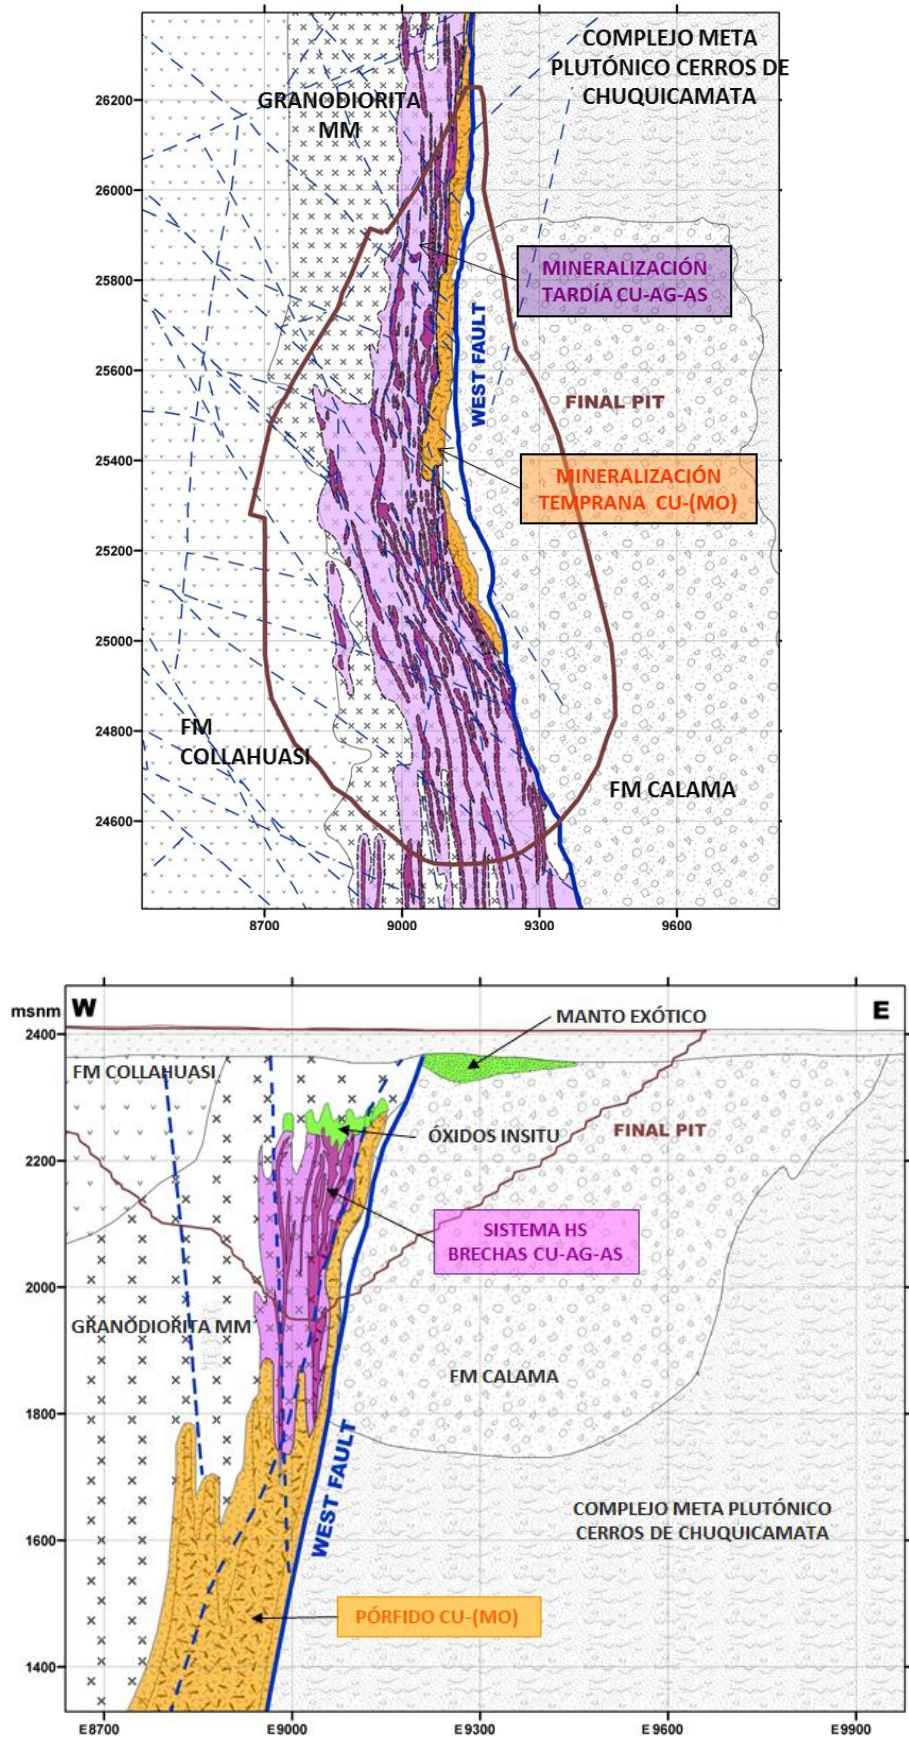 COMPLEJO META
PLUTÓNICO CERROS DE
CHUQUICAMATA
GRANODIORITA
MM
26200
26000
25800
25600
25400
25200
25000
24800
24600
MINERALIZACIÓN
TARDÍA CU-AG-AS
WEST FAULT
FINAL PIT
MINERALIZACIÓN
TEMPRANA CU-(MO)
FM
COLLAHUASI
FM CALAMA
8700
9000
9300
9600
msnm
W
E
2400
2200
2000
1800
1600
1400
MANTO EXÓTICO
FM COLLAHUASI
ÓXIDOS INSITU
FINAL PIT
SISTEMA HS
BRECHAS CU-AG-AS
GRANODIORITA MM
FM CALAMA
WEST FAULT
COMPLEJO META PLUTÓNICO
CERROS DE CHUQUICAMATA
PÓRFIDO CU-(MO)
E8700
E9000
E9300
E9600
E9900